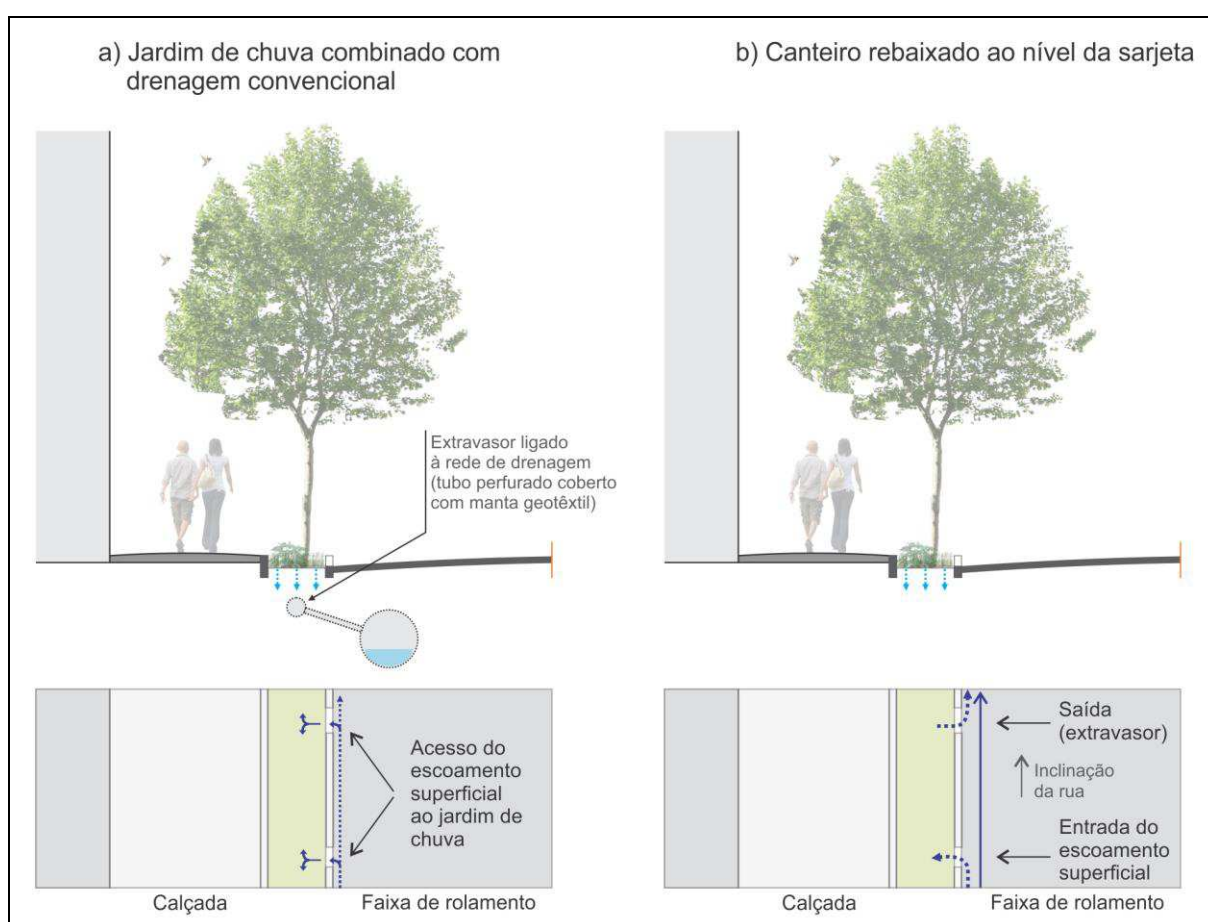 a) Jardim de chuva combinado com
drenagem convencional
b) Canteiro rebaixado ao nível da sarjeta
Extravasor ligado
à rede de drenagem
(tubo perfurado coberto
com manta geotêxtil)
Acesso do
escoamento
superficial
ao jardim de
chuva
Calçada
Faixa de rolamento
Saída
(extravasor)
Inclinação
da rua
Entrada do
escoamento
superficial
Calçada
Faixa de rolamento